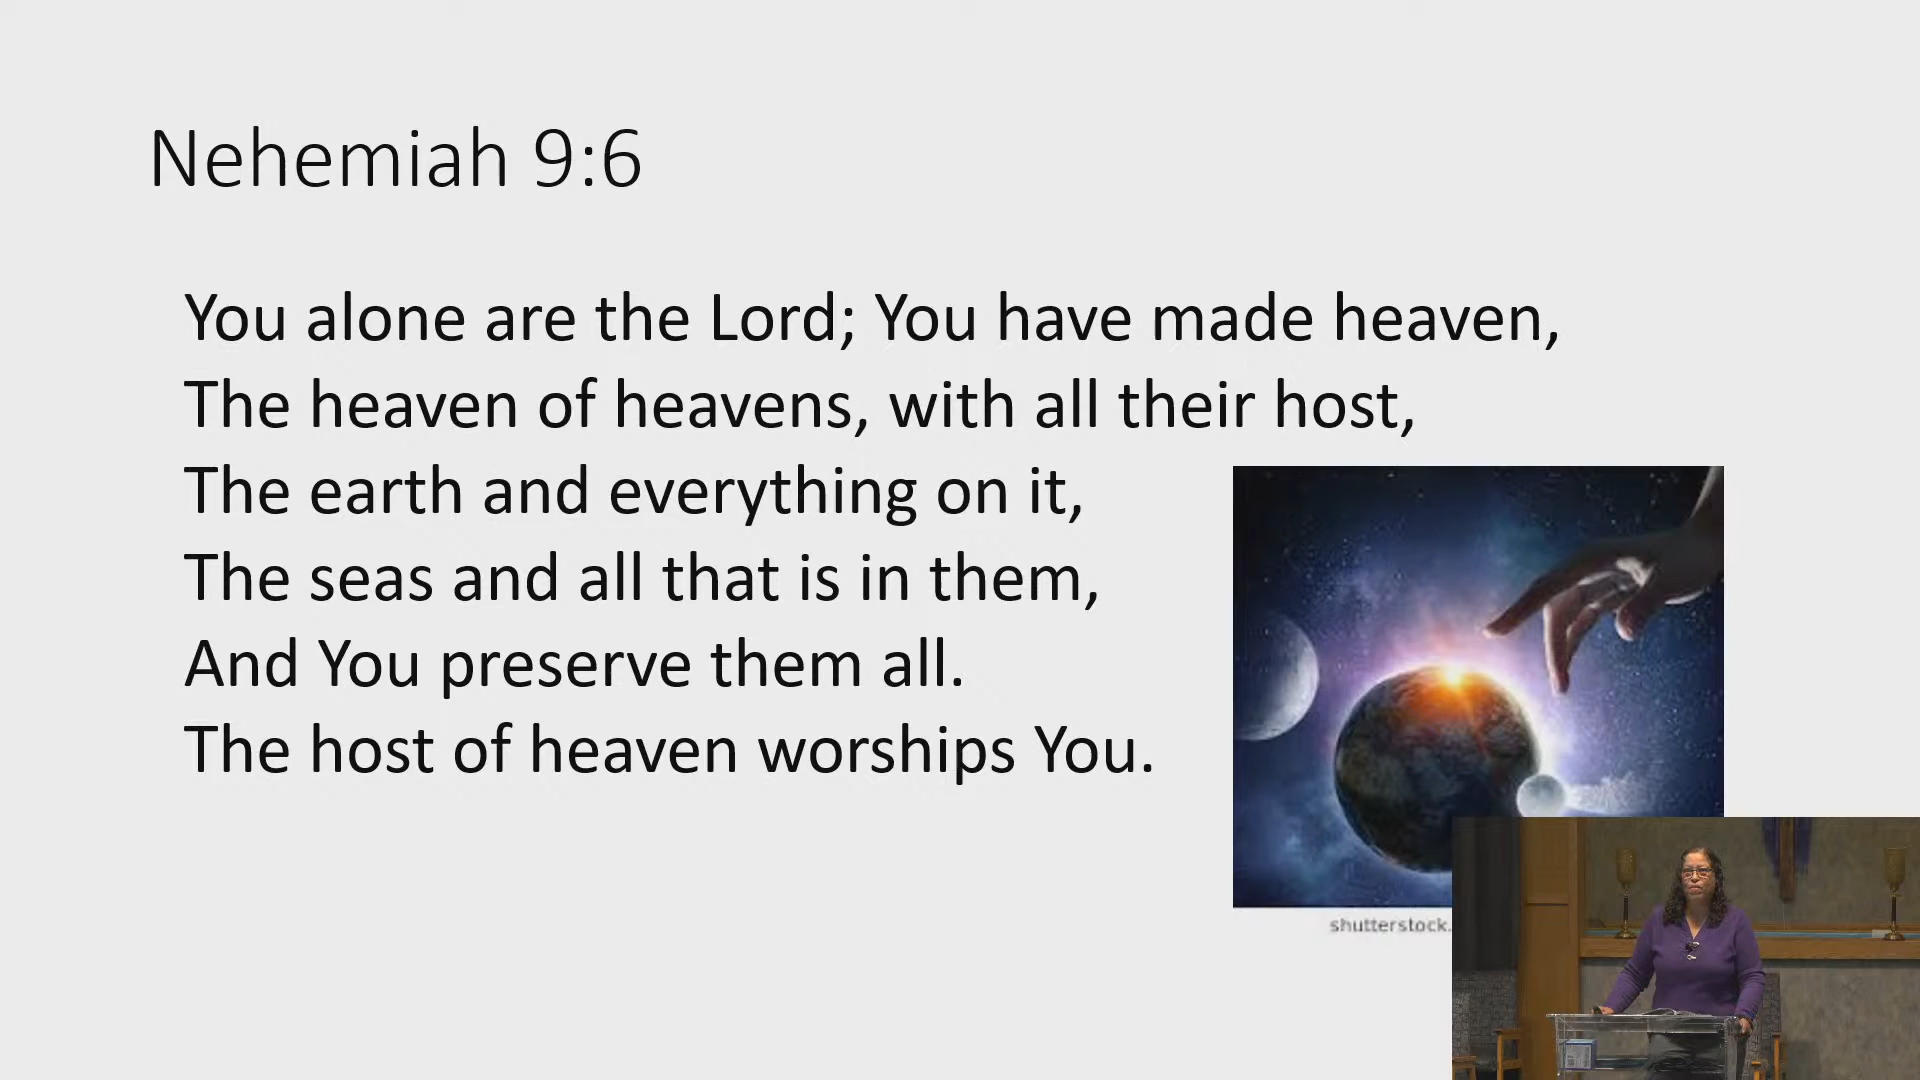 Nehemiah 9:6
You alone are the Lord; You have made heaven,
The heaven of heavens, with all their host,
The earth and everything on it,
The seas and all that is in them,
And You preserve them all.
The host of heaven worships You.
shutterstock.